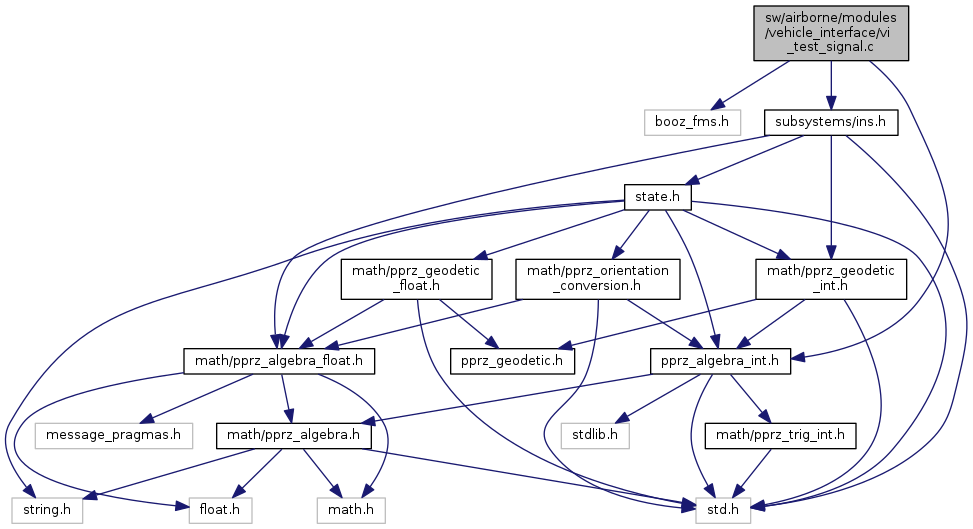 sw/airborne/modules
/vehicle_interface/vi
_test_signal.c
booz_fms.h
subsystems/ins.h
state.h
math/pprz_geodetic
_float.h
math/pprz_orientation
_conversion.h
math/pprz_geodetic
_int.h
math/pprz_algebra_float.h
pprz_geodetic.h
pprz_algebra_int.h
message_pragmas.h
math/pprz_algebra.h
stdlib.h
math/pprz_trig_int.h
string.h
float.h
math.h
std.h